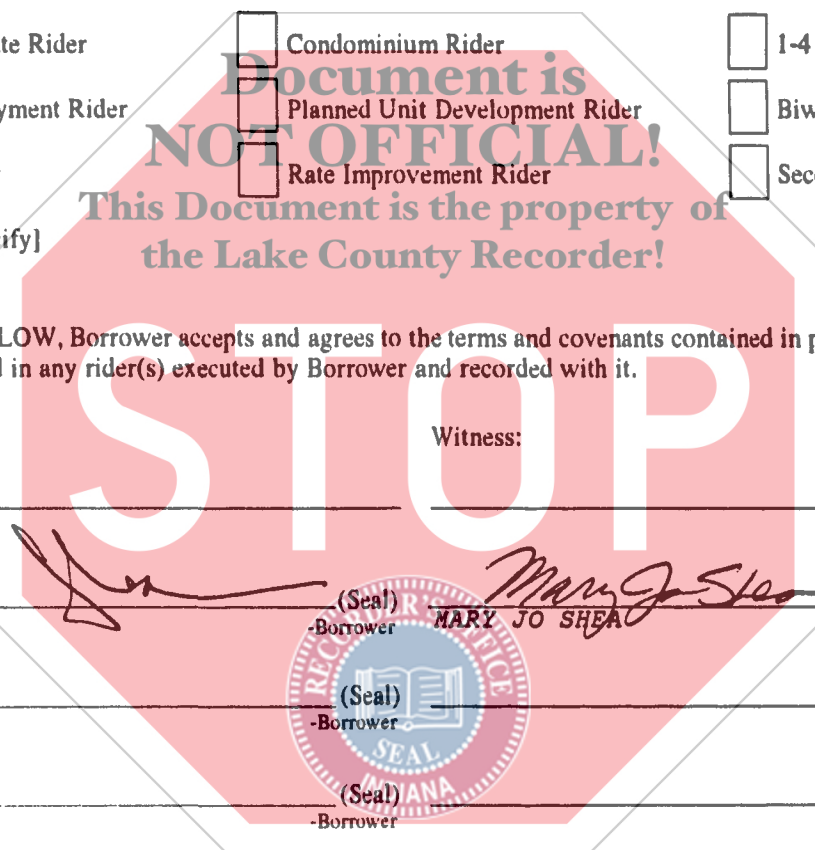 te Rider Condominium Rider 1-4
Document is
yment Rider Planned Unit Development Rider Biw
NOT OFFICIAL!
Rate Improvement Rider Sec
This Document is the property of
ify]
the Lake County Recorder!
LOW, Borrower accepts and agrees to the terms and covenants contained in p
in any rider(s) executed by Borrower and recorded with it.
STOP
Witness:
Mary Jo Shea
(Seal)
-Borrower MARY JO SHEA
RECORDER'S OFFICE
(Seal)
-Borrower
SEAL
INDIANA
(Seal)
-Borrower